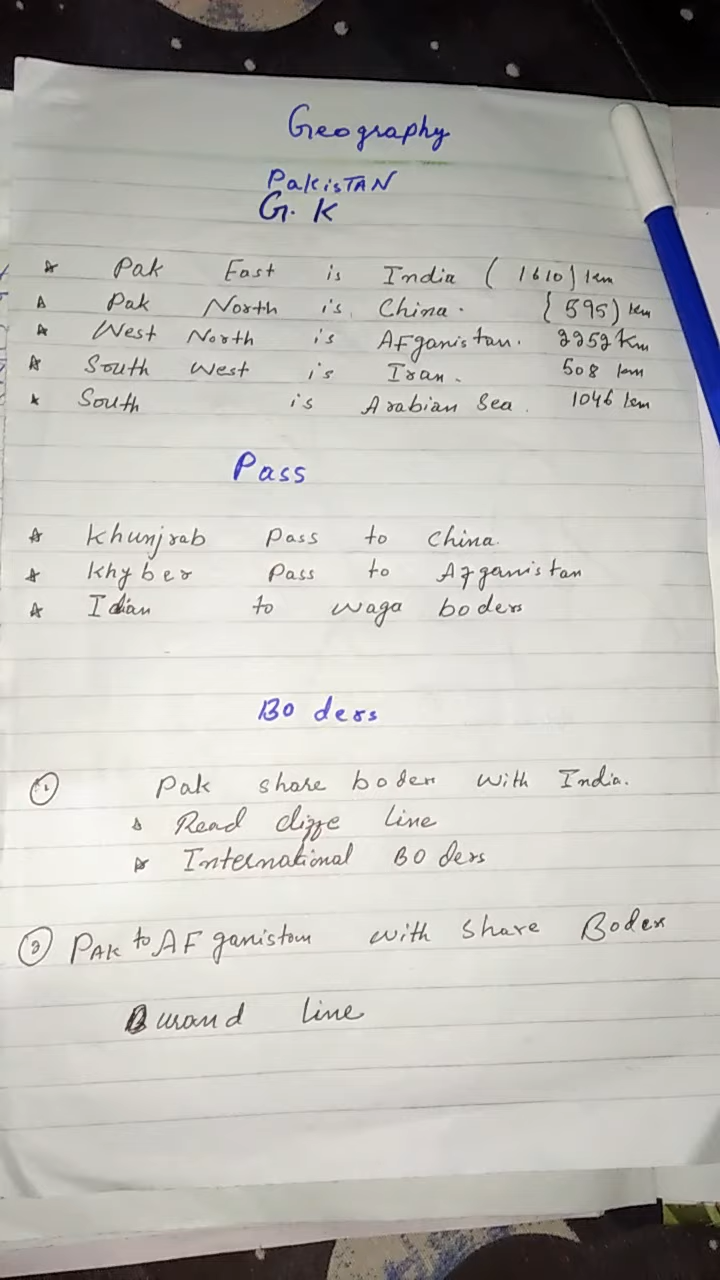 Geography
PakisTAN
G. K
Pak East is India ( 1610) km
Pak North is China. (595) km
West North is AFganistan. 2252 Km
South West is Iran. 508 km
South is Arabian Sea. 1046 km
Pass
Khunjrab Pass to China.
Khyber Pass to Afganistan
Idian to waga boders
Boders
1 Pak share boder with India.
Read cliffe line
International Boders
2 PAK to AFganistan with share Boder
Durand line